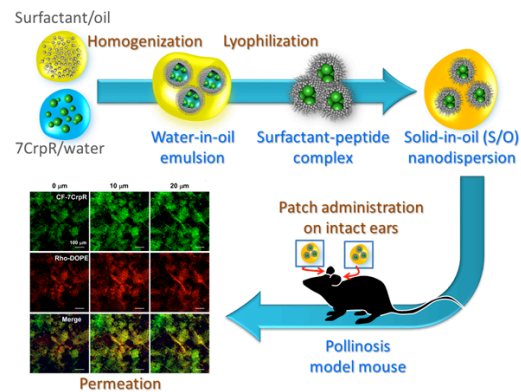 Surfactant/oil
Homogenization
Lyophilization
7CrpR/water
Water-in-oil
emulsion
Surfactant-peptide
complex
Solid-in-oil (S/O)
nanodispersion
0 µm
10 µm
20 µm
CF-7CrpR
100 µm
Rho-DOPE
Merge
Permeation
Patch administration
on intact ears
Pollinosis
model mouse